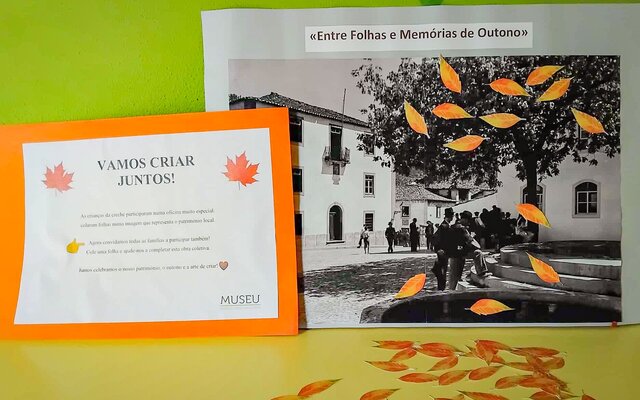 «Entre Folhas e Memórias de Outono»
VAMOS CRIAR
JUNTOS!
As crianças da creche participaram numa oficina muito especial:
colaram folhas numa imagem que representa o património local.
Agora convidamos todas as famílias a participar também!
Cole uma folha e ajude-nos a completar esta obra coletiva.
Juntos celebramos o nosso património, o outono e a arte de criar!
MUSEU